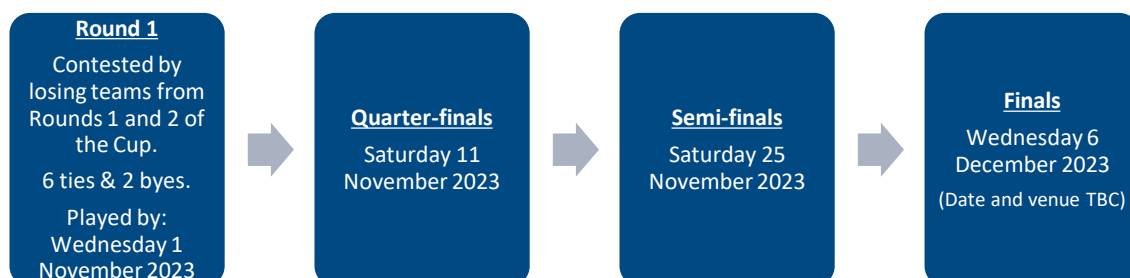 Round 1
Contested by
losing teams from
Rounds 1 and 2 of
the Cup.
6 ties & 2 byes.
Played by:
Wednesday 1
November 2023
Quarter-finals
Saturday 11
November 2023
Semi-finals
Saturday 25
November 2023
Finals
Wednesday 6
December 2023
(Date and venue TBC)